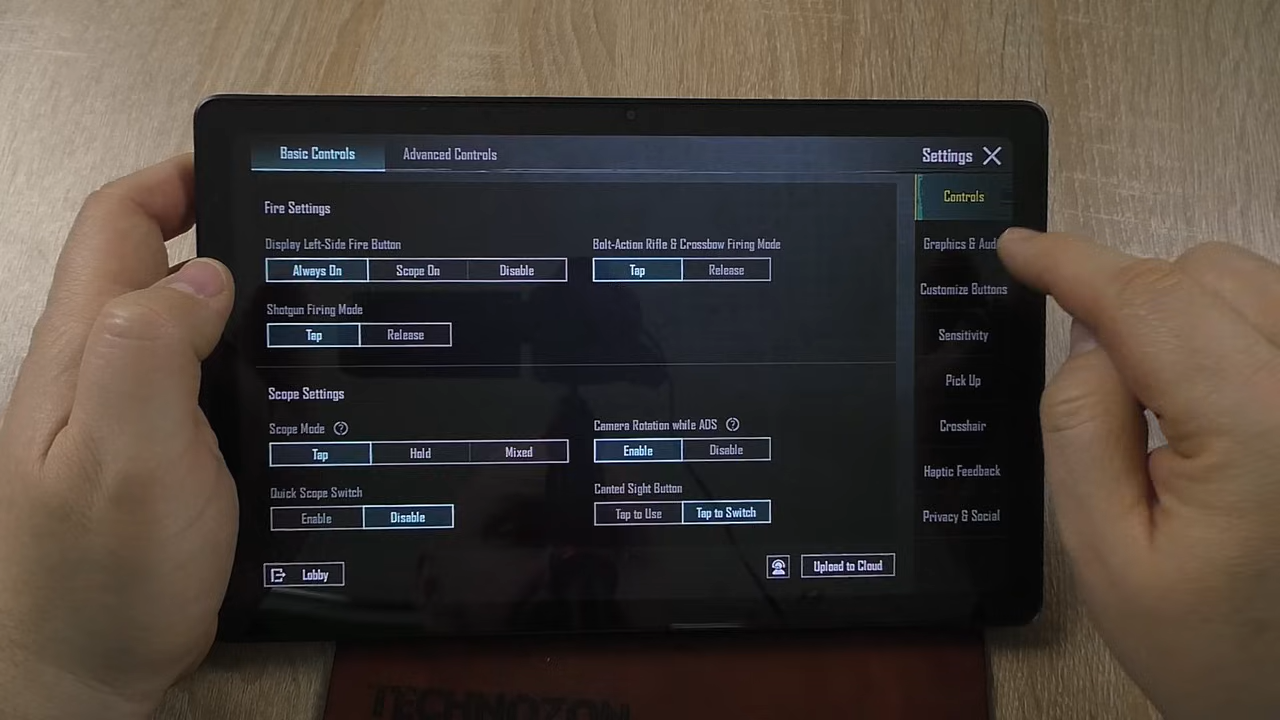 Basic Controls
Advanced Controls
Settings
Controls
Graphics &
Customize Buttons
Sensitivity
Pick Up
Crosshair
Haptic Feedback
Privacy & Social
Fire Settings
Display Left-Side Fire Button
Always On
Scope On
Disable
Bolt-Action Rifle & Crossbow Firing Mode
Tap
Release
Shotgun Firing Mode
Tap
Release
Scope Settings
Scope Mode ?
Tap
Hold
Mixed
Camera Rotation while ADS ?
Enable
Disable
Quick Scope Switch
Enable
Disable
Canted Sight Button
Tap to Use
Tap to Switch
Lobby
Upload to Cloud
TECHNOZON